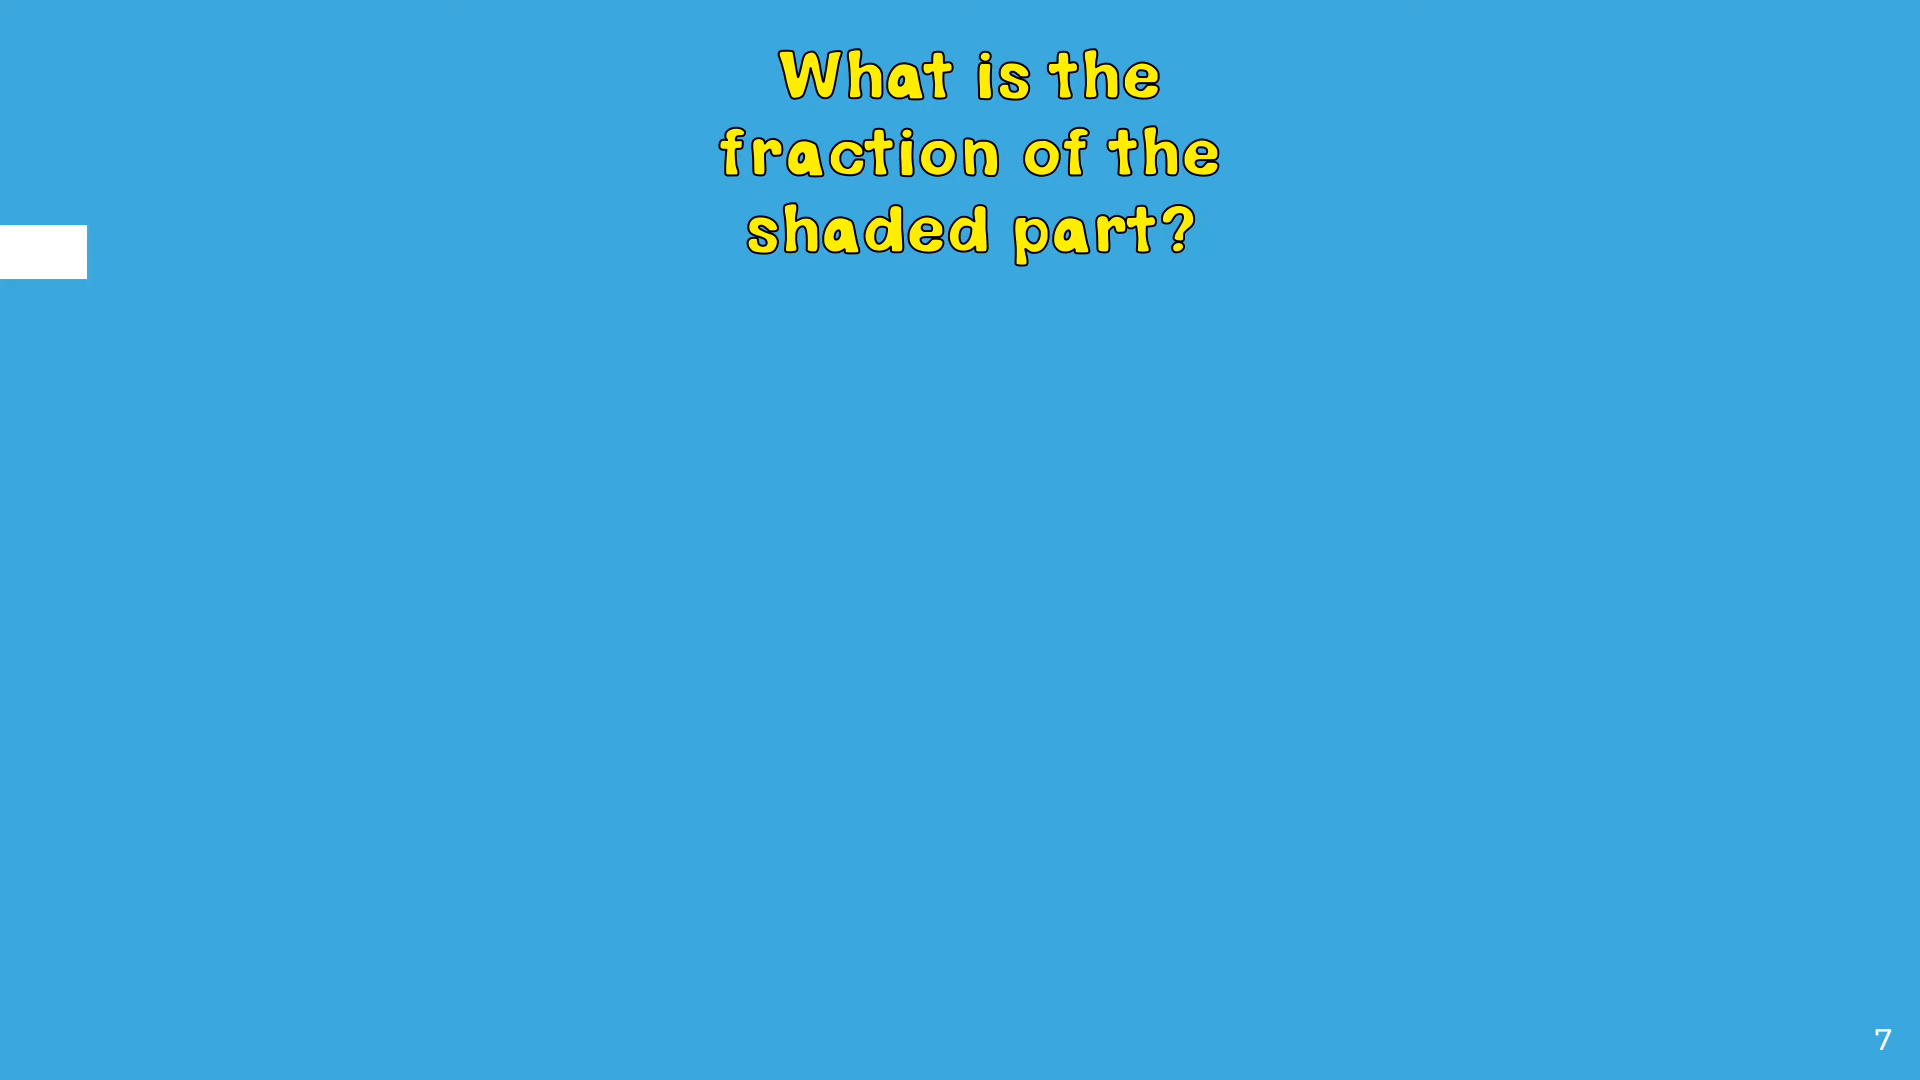 What is the
fraction of the
shaded part?
7